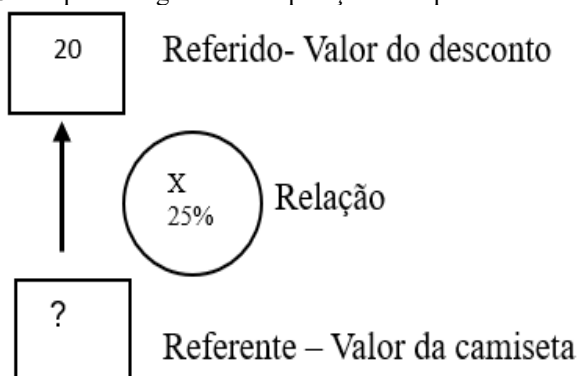 20
Referido- Valor do desconto
X
25%
Relação
?
Referente – Valor da camiseta